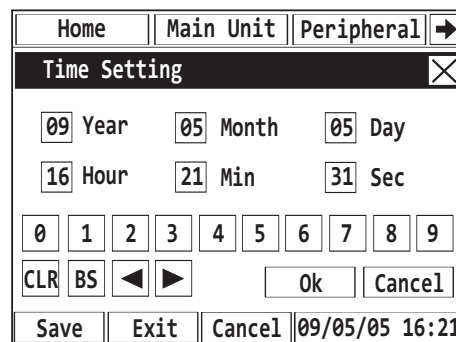 Home Main Unit Peripheral ➡
Time Setting
09 Year 05 Month 05 Day
16 Hour 21 Min 31 Sec
0 1 2 3 4 5 6 7 8 9
CLR BS ◀ ▶ Ok Cancel
Save Exit Cancel 09/05/05 16:21